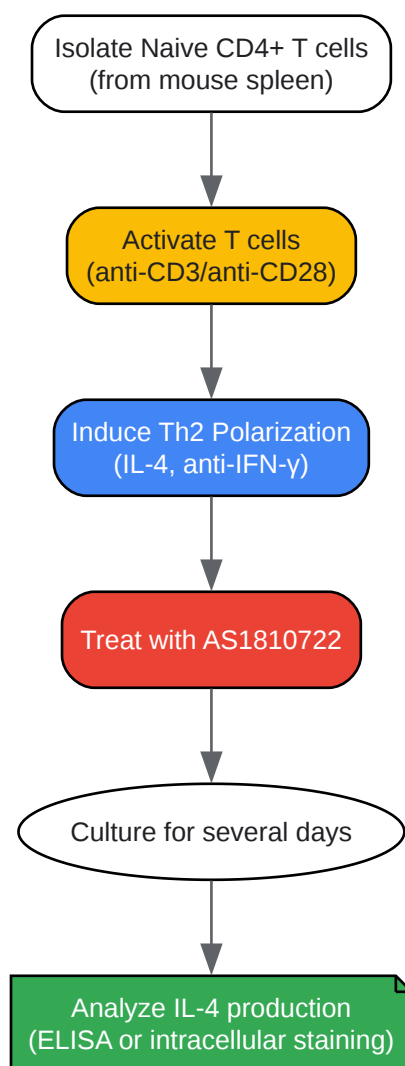 Isolate Naive CD4+ T cells
(from mouse spleen)
Activate T cells
(anti-CD3/anti-CD28)
Induce Th2 Polarization
(IL-4, anti-IFN-γ)
Treat with AS1810722
Culture for several days
Analyze IL-4 production
(ELISA or intracellular staining)